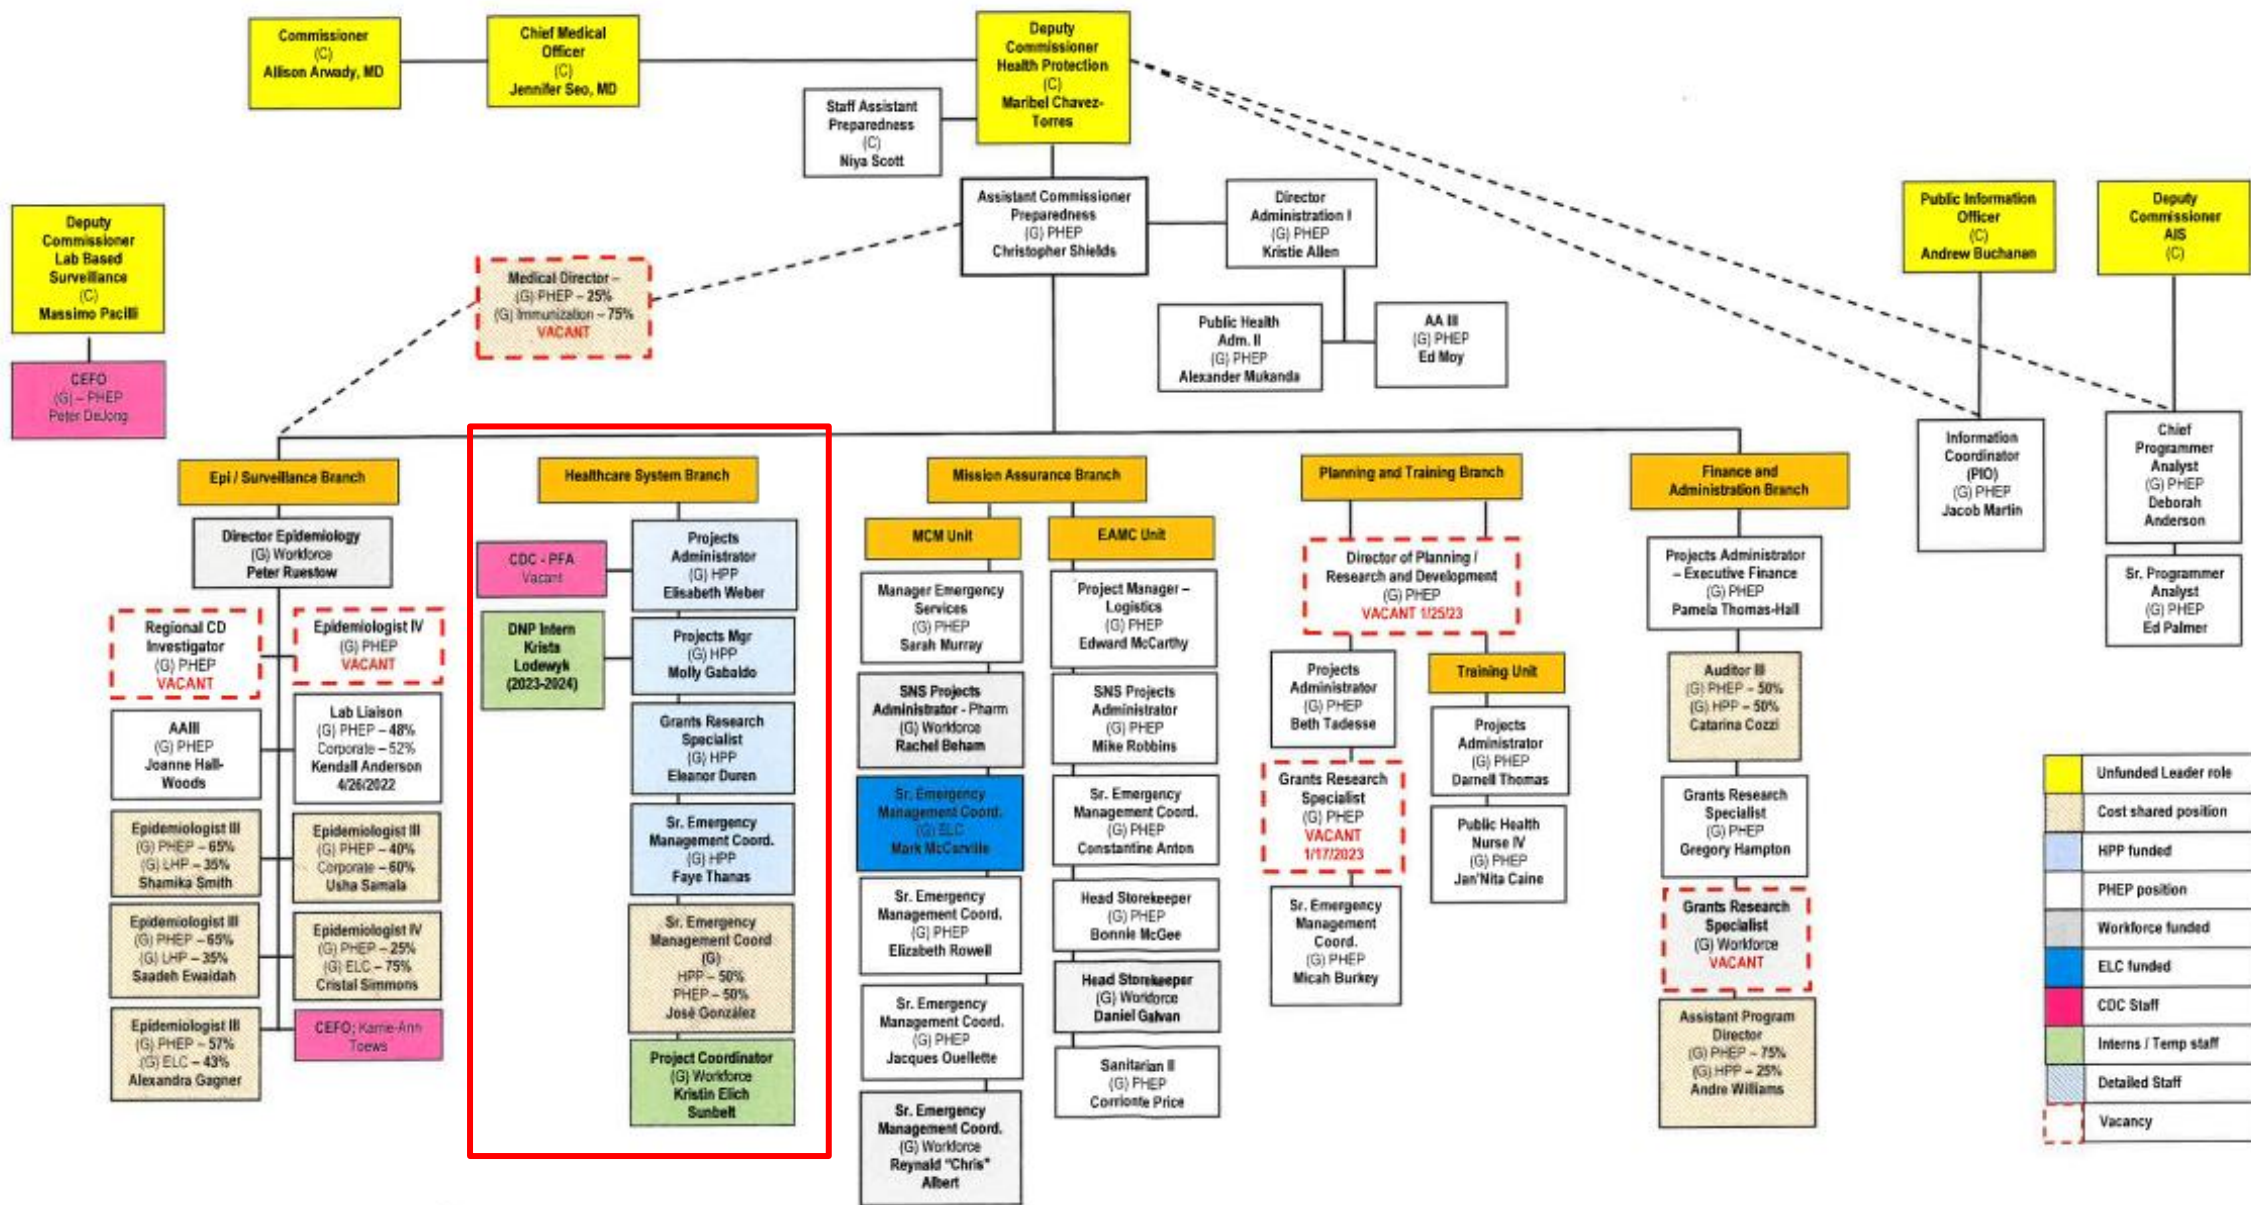 Commissioner
(C)
Allison Arwady, MD
Chief Medical
Officer
(C)
Jennifer Seo, MD
Deputy
Commissioner
Health Protection
(C)
Maribel Chavez-
Torres
Staff Assistant
Preparedness
(C)
Niya Scott
Assistant Commissioner
Preparedness
(G) PHEP
Christopher Shields
Director
Administration I
(G) PHEP
Kristie Allen
Public Health
Adm. II
(G) PHEP
Alexander Mukanda
AA III
(G) PHEP
Ed Moy
Public Information
Officer
(C)
Andrew Buchanan
Deputy
Commissioner
AIS
(C)
Deputy
Commissioner
Lab Based
Surveillance
(C)
Massimo Pacilli
CEFO
(G) – PHEP
Peter DeJong
Medical Director –
(G) PHEP – 25%
(G) Immunization – 75%
VACANT
Information
Coordinator
(PIO)
(G) PHEP
Jacob Martin
Chief
Programmer
Analyst
(G) PHEP
Deborah
Anderson
Sr. Programmer
Analyst
(G) PHEP
Ed Palmer
Epi / Surveillance Branch
Director Epidemiology
(G) Workforce
Peter Ruestow
Regional CD
Investigator
(G) PHEP
VACANT
Epidemiologist IV
(G) PHEP
VACANT
AAIII
(G) PHEP
Joanne Hall-
Woods
Lab Liaison
(G) PHEP – 48%
Corporate – 52%
Kendall Anderson
4/26/2022
Epidemiologist III
(G) PHEP – 65%
(G) LHP – 35%
Shamika Smith
Epidemiologist III
(G) PHEP – 40%
Corporate – 60%
Usha Samala
Epidemiologist III
(G) PHEP – 65%
(G) LHP – 35%
Saadeh Ewaidah
Epidemiologist IV
(G) PHEP – 25%
(G) ELC – 75%
Cristal Simmons
Epidemiologist III
(G) PHEP – 57%
(G) ELC – 43%
Alexandra Gagner
CEFO; Karrie-Ann
Toews
Healthcare System Branch
CDC - PFA
Vacant
Projects
Administrator
(G) HPP
Elisabeth Weber
DNP Intern
Krista
Lodewyk
(2023-2024)
Projects Mgr
(G) HPP
Molly Gabaldo
Grants Research
Specialist
(G) HPP
Eleanor Duren
Sr. Emergency
Management Coord.
(G) HPP
Faye Thanas
Sr. Emergency
Management Coord
(G)
HPP – 50%
PHEP – 50%
José González
Project Coordinator
(G) Workforce
Kristin Elich
Sunbelt
Mission Assurance Branch
MCM Unit
Manager Emergency
Services
(G) PHEP
Sarah Murray
SNS Projects
Administrator - Pharm
(G) Workforce
Rachel Beham
Sr. Emergency
Management Coord.
(G) ELC
Mark McCarville
Sr. Emergency
Management Coord.
(G) PHEP
Elizabeth Rowell
Sr. Emergency
Management Coord.
(G) PHEP
Jacques Ouellette
Sr. Emergency
Management Coord.
(G) Workforce
Reynald "Chris"
Albert
EAMC Unit
Project Manager –
Logistics
(G) PHEP
Edward McCarthy
SNS Projects
Administrator
(G) PHEP
Mike Robbins
Sr. Emergency
Management Coord.
(G) PHEP
Constantine Anton
Head Storekeeper
(G) PHEP
Bonnie McGee
Head Storekeeper
(G) Workforce
Daniel Galvan
Sanitarian II
(G) PHEP
Corrionte Price
Planning and Training Branch
Director of Planning /
Research and Development
(G) PHEP
VACANT 1/25/23
Projects
Administrator
(G) PHEP
Beth Tadesse
Grants Research
Specialist
(G) PHEP
VACANT
1/17/2023
Sr. Emergency
Management
Coord.
(G) PHEP
Micah Burkey
Training Unit
Projects
Administrator
(G) PHEP
Darnell Thomas
Public Health
Nurse IV
(G) PHEP
Jan'Nita Caine
Finance and
Administration Branch
Projects Administrator
– Executive Finance
(G) PHEP
Pamela Thomas-Hall
Auditor III
(G) PHEP – 50%
(G) HPP – 50%
Catarina Cozzi
Grants Research
Specialist
(G) PHEP
Gregory Hampton
Grants Research
Specialist
(G) Workforce
VACANT
Assistant Program
Director
(G) PHEP – 75%
(G) HPP – 25%
Andre Williams
Unfunded Leader role
Cost shared position
HPP funded
PHEP position
Workforce funded
ELC funded
CDC Staff
Interns / Temp staff
Detailed Staff
Vacancy